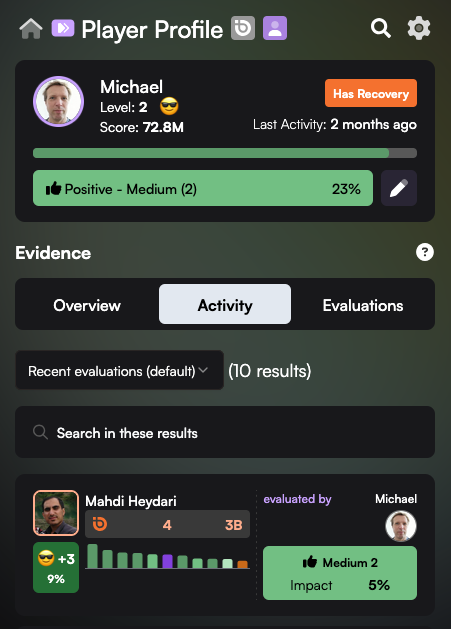 Player Profile
Michael
Level: 2 😎
Has Recovery
Score: 72.8M
Last Activity: 2 months ago
Positive - Medium (2) 23%
Evidence ?
Overview Activity Evaluations
Recent evaluations (default) (10 results)
Search in these results
Mahdi Heydari
4 3B
😎 +3
9%
evaluated by Michael
Medium 2
Impact 5%